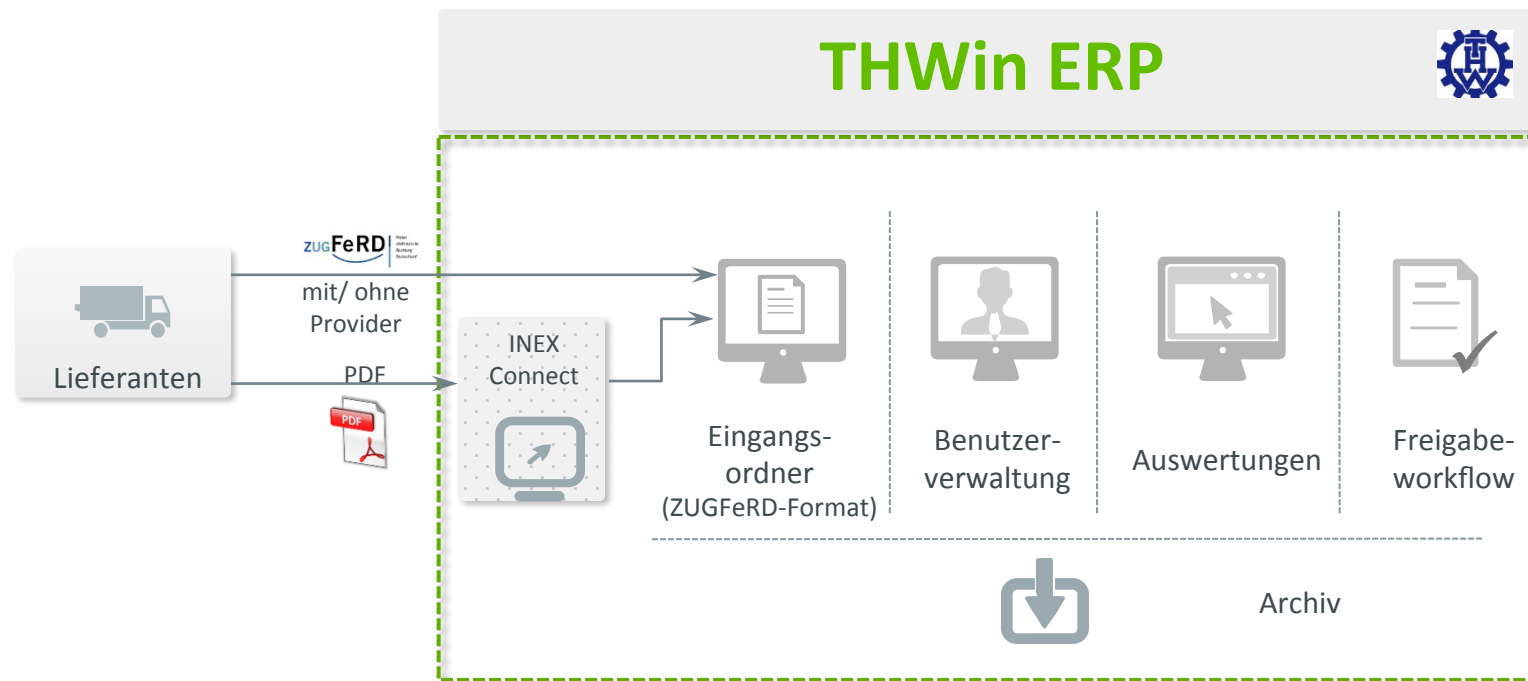 THWin ERP
THW
ZUGFeRD
mit/ ohne
Provider
Lieferanten
PDF
PDF
INEX
Connect
Eingangs-
ordner
(ZUGFeRD-Format)
Benutzer-
verwaltung
Auswertungen
Freigabe-
workflow
Archiv